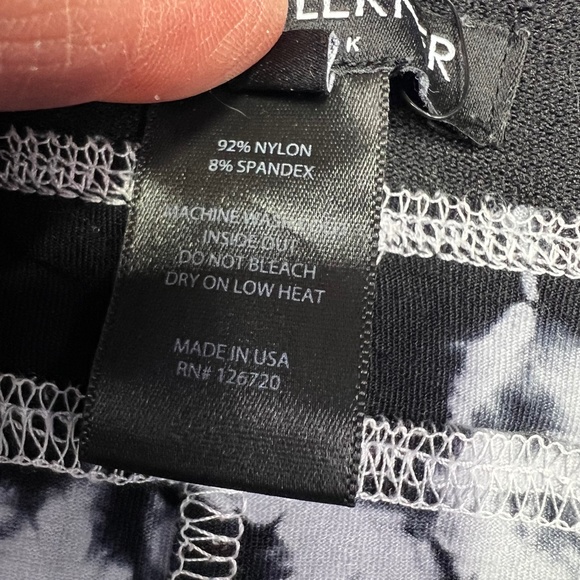 K
92% NYLON
8% SPANDEX
MACHINE WASH
INSIDE OUT
DO NOT BLEACH
DRY ON LOW HEAT
MADE IN USA
RN# 126720